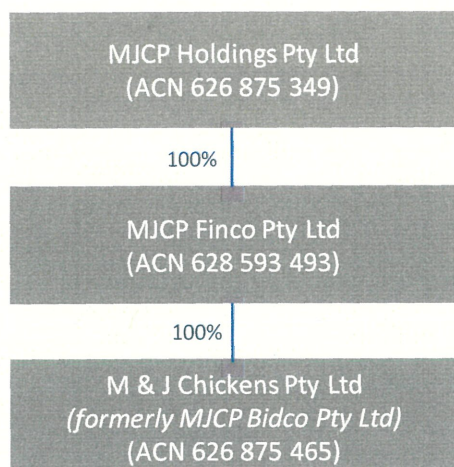 MJCP Holdings Pty Ltd
(ACN 626 875 349)
100%
MJCP Finco Pty Ltd
(ACN 628 593 493)
100%
M & J Chickens Pty Ltd
(formerly MJCP Bidco Pty Ltd)
(ACN 626 875 465)